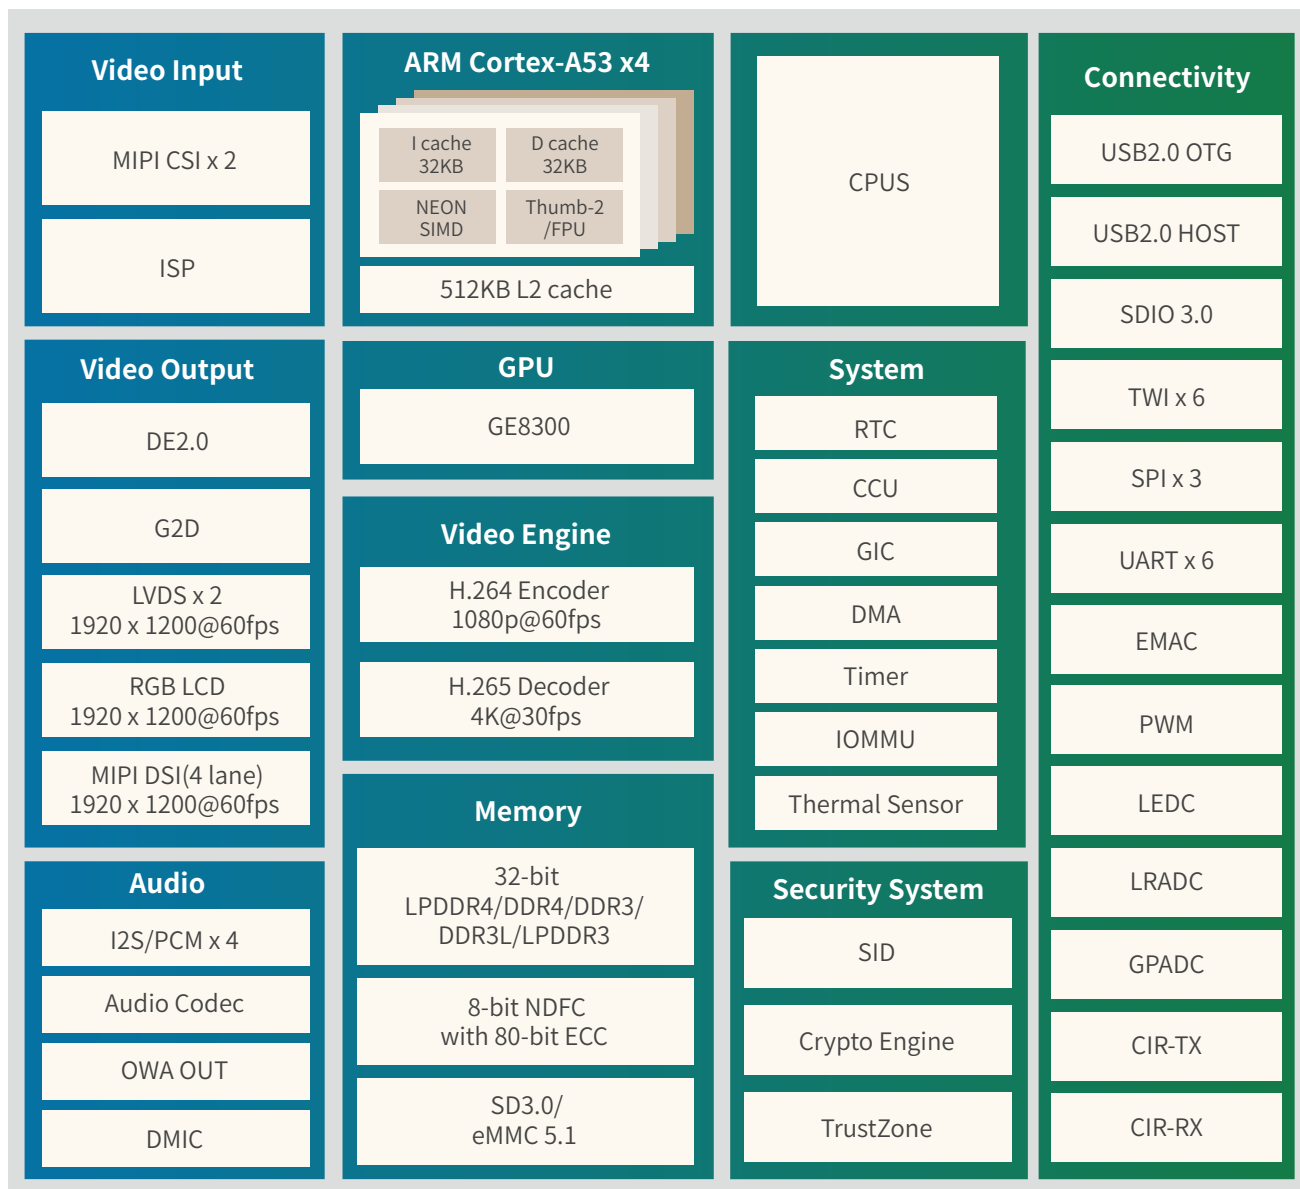 Video Input
MIPI CSI x 2
ISP
Video Output
DE2.0
G2D
LVDS x 2
1920 x 1200@60fps
RGB LCD
1920 x 1200@60fps
MIPI DSI(4 lane)
1920 x 1200@60fps
Audio
I2S/PCM x 4
Audio Codec
OWA OUT
DMIC
ARM Cortex-A53 x4
I cache
32KB
D cache
32KB
NEON
SIMD
Thumb-2
/FPU
512KB L2 cache
GPU
GE8300
Video Engine
H.264 Encoder
1080p@60fps
H.265 Decoder
4K@30fps
Memory
32-bit
LPDDR4/DDR4/DDR3/
DDR3L/LPDDR3
8-bit NDFC
with 80-bit ECC
SD3.0/
eMMC 5.1
CPUS
System
RTC
CCU
GIC
DMA
Timer
IOMMU
Thermal Sensor
Security System
SID
Crypto Engine
TrustZone
Connectivity
USB2.0 OTG
USB2.0 HOST
SDIO 3.0
TWI x 6
SPI x 3
UART x 6
EMAC
PWM
LEDC
LRADC
GPADC
CIR-TX
CIR-RX